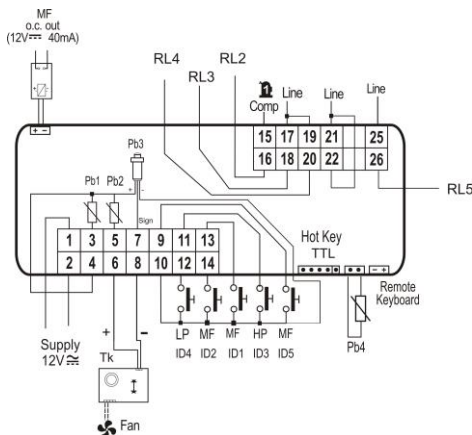 MF
o.c. out
(12V⎓ 40mA)
+ -
RL4
RL3
RL2
Line
Line
Line
1
Comp
15 17 19 21 25
16 18 20 22 26
RL5
Pb3
Pb1 Pb2
+ -
Sign
1 3 5 7 9 11 13
2 4 6 8 10 12 14
Hot Key
TTL
- +
Remote
Keyboard
Pb4
LP MF MF HP MF
ID4 ID2 ID1 ID3 ID5
Supply
12V≂
+ -
Tk
Fan